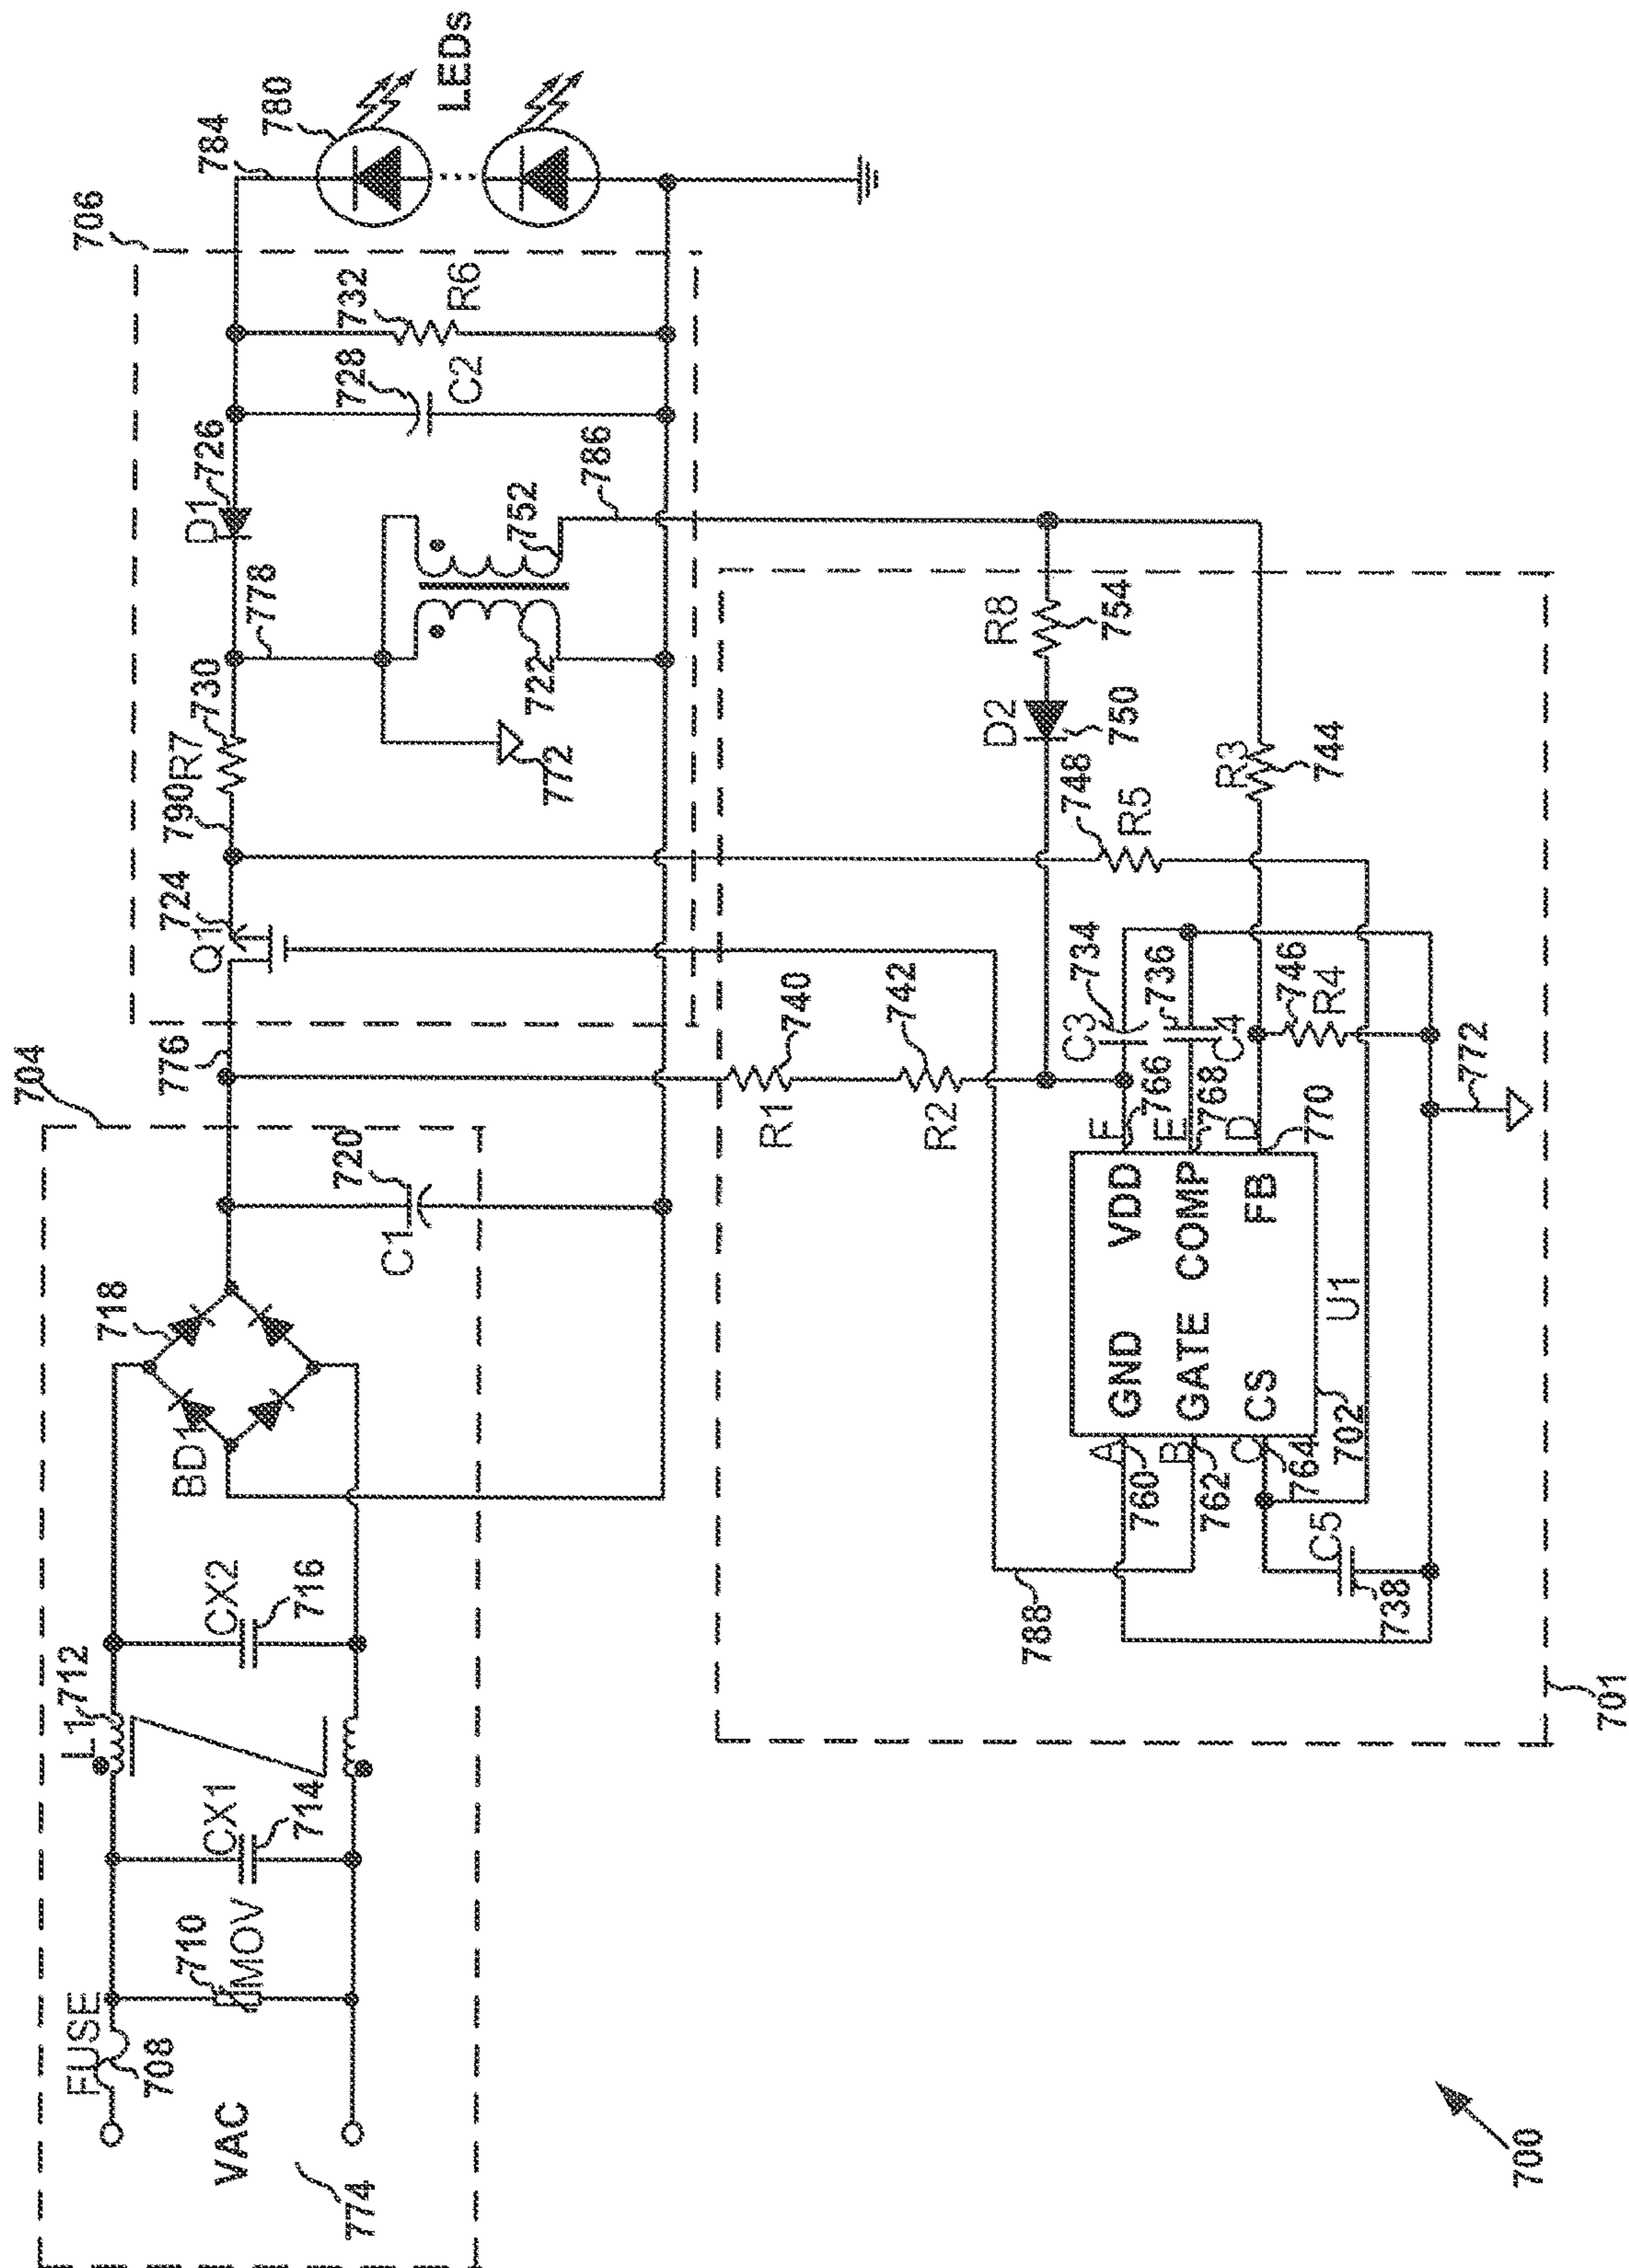 704
706
FUSE
708
VAC
774
710
MOV
CX1
714
L1
712
CX2
716
BD1
718
C1
720
776
Q1
724
790
R7
730
778
D1
726
784
780
LEDs
728
C2
732
R6
722
752
772
786
R1
740
R2
742
R8
754
D2
750
748
R5
R3
744
C3
734
736
C4
746
R4
772
F
766
E
768
D
770
GND
VDD
GATE
COMP
CS
FB
U1
A
760
B
762
C
764
702
C5
738
788
701
700